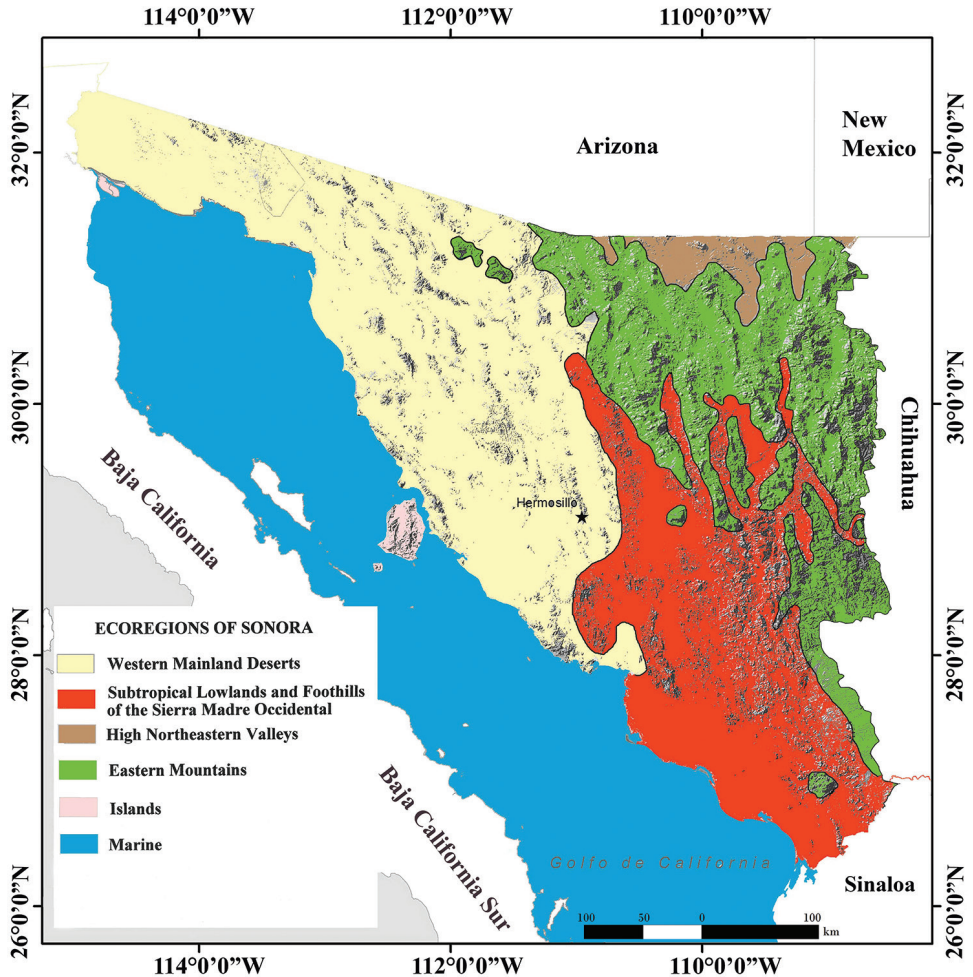 114°0'0"W 112°0'0"W 110°0'0"W
32°0'0"N
32°0'0"N
Arizona
New
Mexico
30°0'0"N
30°0'0"N
Chihuahua
Baja California
Hermosillo
ECOREGIONS OF SONORA
Western Mainland Deserts
Subtropical Lowlands and Foothills
of the Sierra Madre Occidental
High Northeastern Valleys
Eastern Mountains
Islands
Marine
28°0'0"N
28°0'0"N
Baja California Sur
Golfo de California
Sinaloa
26°0'0"N
26°0'0"N
100 50 0 100
km
114°0'0"W 112°0'0"W 110°0'0"W